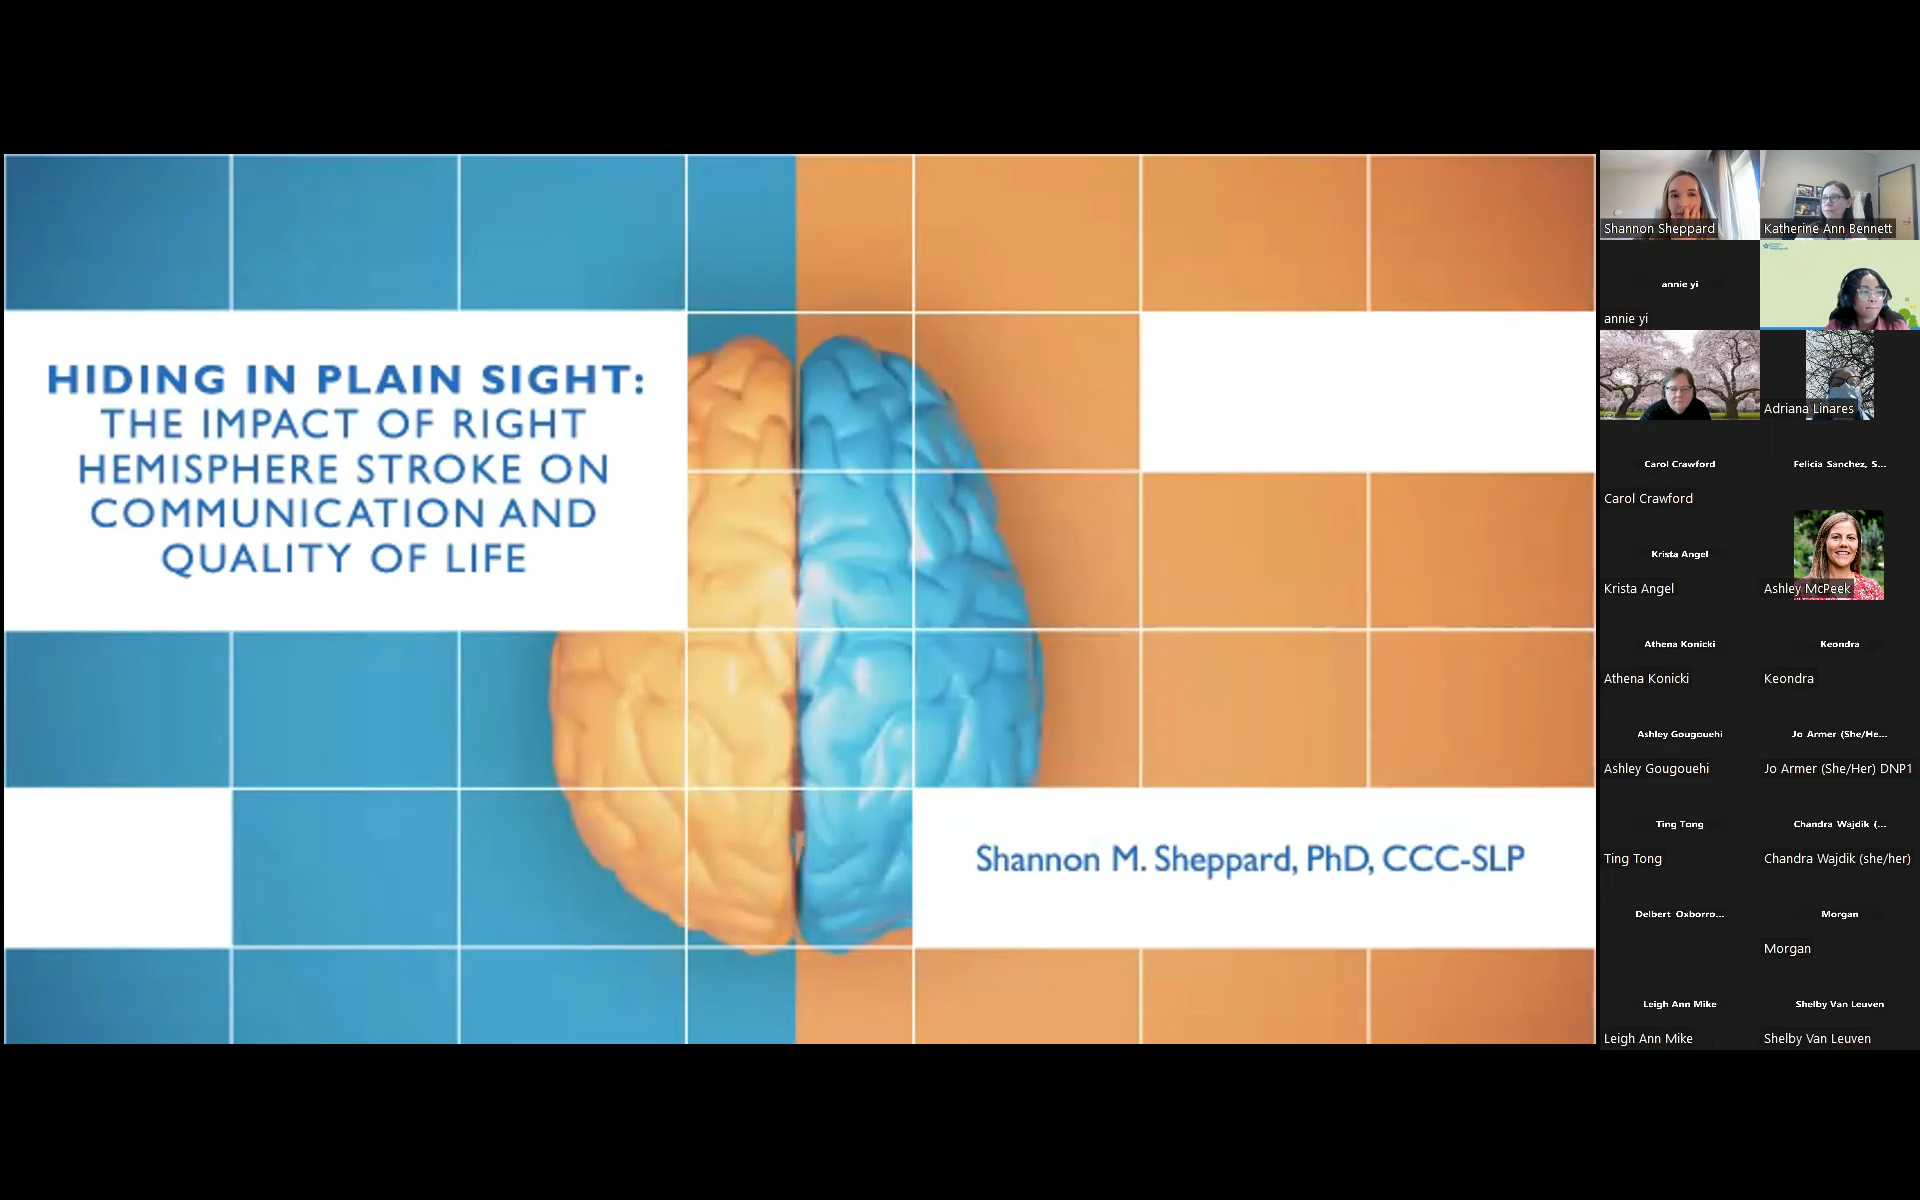 HIDING IN PLAIN SIGHT:
THE IMPACT OF RIGHT
HEMISPHERE STROKE ON
COMMUNICATION AND
QUALITY OF LIFE
Shannon M. Sheppard, PhD, CCC-SLP
Shannon Sheppard
Katherine Ann Bennett
annie yi
annie yi
Adriana Linares
Carol Crawford
Carol Crawford
Felicia Sanchez, S...
Krista Angel
Krista Angel
Ashley McPeek
Athena Konicki
Athena Konicki
Keondra
Keondra
Ashley Gougouehi
Ashley Gougouehi
Jo Armer (She/He...
Jo Armer (She/Her) DNP1
Ting Tong
Ting Tong
Chandra Wajdik (...
Chandra Wajdik (she/her)
Delbert Oxborro...
Morgan
Morgan
Leigh Ann Mike
Leigh Ann Mike
Shelby Van Leuven
Shelby Van Leuven